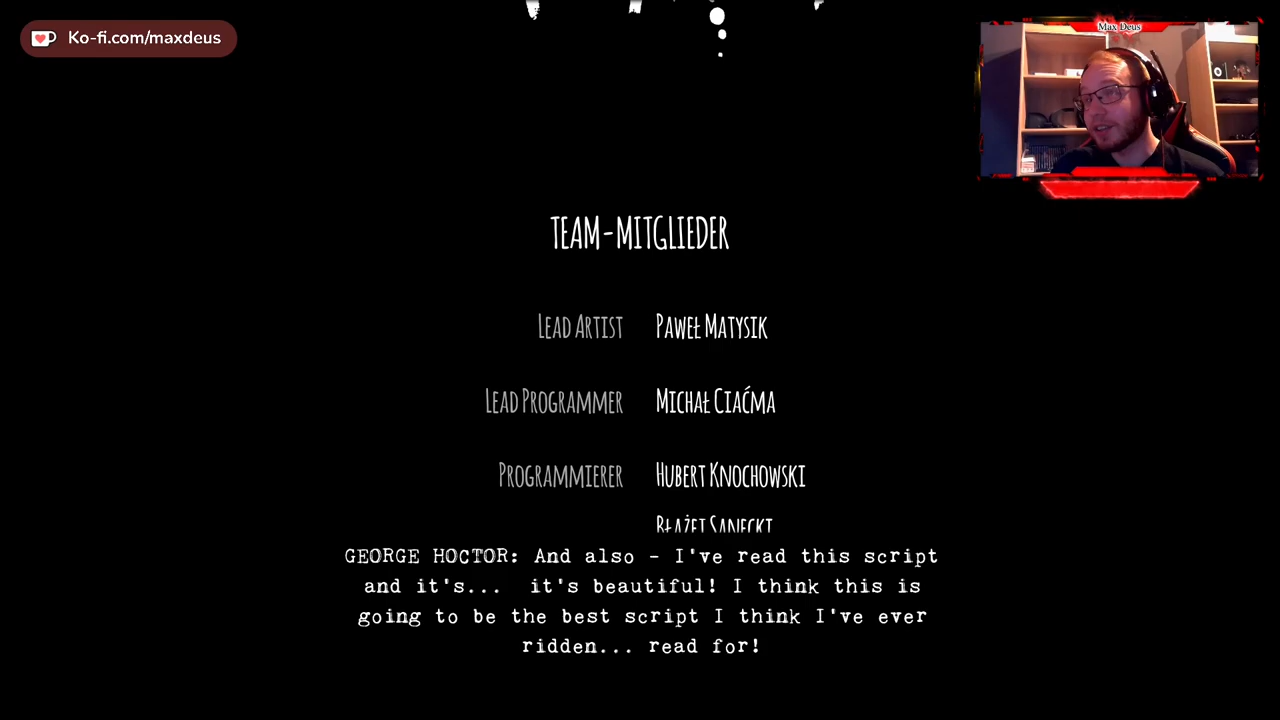 Ko-fi.com/maxdeus
Max Deus
TEAM-MITGLIEDER
LEAD ARTIST PAWEŁ MATYSIK
LEAD PROGRAMMER MICHAŁ CIAĆMA
PROGRAMMIERER HUBERT KNOCHOWSKI
GEORGE HOCTOR: And also - I've read this script
and it's... it's beautiful! I think this is
going to be the best script I think I've ever
ridden... read for!